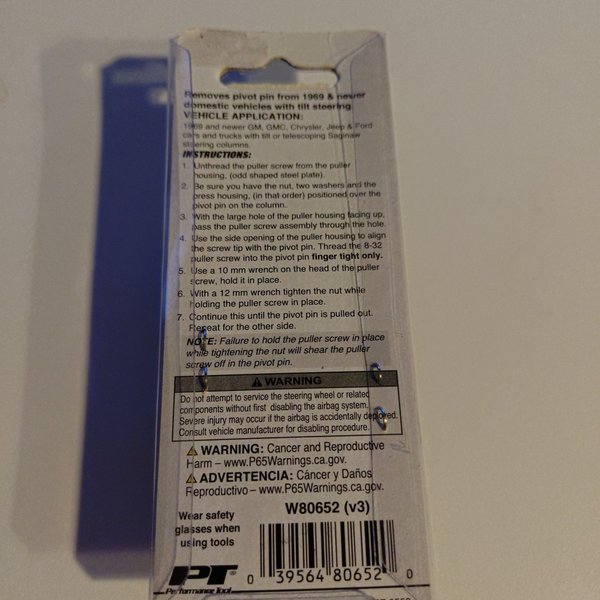 Removes pivot pin from 1969 & newer
domestic vehicles with tilt steering.
VEHICLE APPLICATION:
1969 and newer GM, GMC, Chrysler, Jeep & Ford
cars and trucks with tilt or telescoping Saginaw
steering columns.
INSTRUCTIONS:
1. Unthread the puller screw from the puller
housing, (odd shaped steel plate).
2. Be sure you have the nut, two washers and the
press housing, (in that order) positioned over the
pivot pin on the column.
3. With the large hole of the puller housing facing up,
pass the puller screw assembly through the hole.
4. Use the side opening of the puller housing to align
the screw tip with the pivot pin. Thread the 8-32
puller screw into the pivot pin finger tight only.
5. Use a 10 mm wrench on the head of the puller
screw, hold it in place.
6. With a 12 mm wrench tighten the nut while
holding the puller screw in place.
7. Continue this until the pivot pin is pulled out.
Repeat for the other side.
NOTE: Failure to hold the puller screw in place
while tightening the nut will shear the puller
screw off in the pivot pin.
⚠ WARNING
Do not attempt to service the steering wheel or related
components without first disabling the airbag system.
Severe injury may occur if the airbag is accidentally deployed.
Consult vehicle manufacturer for disabling procedure.
⚠ WARNING: Cancer and Reproductive
Harm – www.P65Warnings.ca.gov.
⚠ ADVERTENCIA: Cáncer y Daños
Reproductivo – www.P65Warnings.ca.gov.
W80652 (v3)
Wear safety
glasses when
using tools
PT®
Performance Tool
0 39564 80652 0